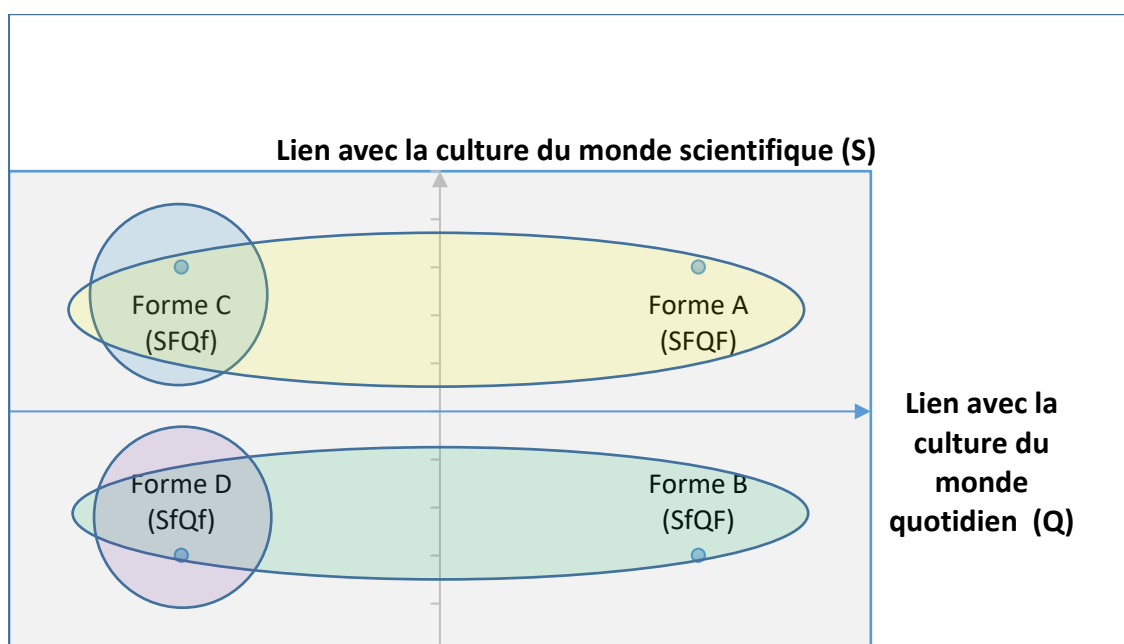 Lien avec la culture du monde scientifique (S)
Forme C
(SFQf)
Forme A
(SFQF)
Lien avec la
culture du
monde
quotidien (Q)
Forme D
(SfQf)
Forme B
(SfQF)